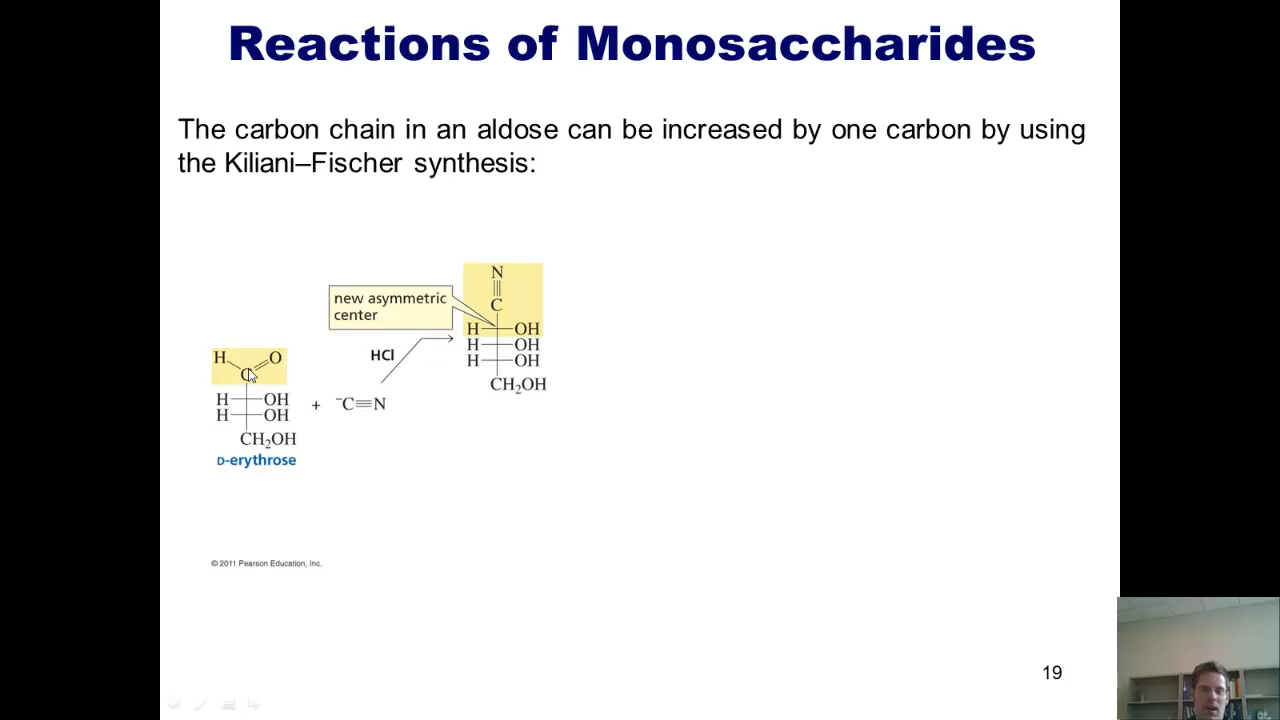 Reactions of Monosaccharides
The carbon chain in an aldose can be increased by one carbon by using
the Kiliani–Fischer synthesis:
N
C
new asymmetric
center
H OH
H OH
H OH
CH₂OH
HCl
H O
C
H OH
H OH
CH₂OH
D-erythrose
+ ⁻C≡N
© 2011 Pearson Education, Inc.
19